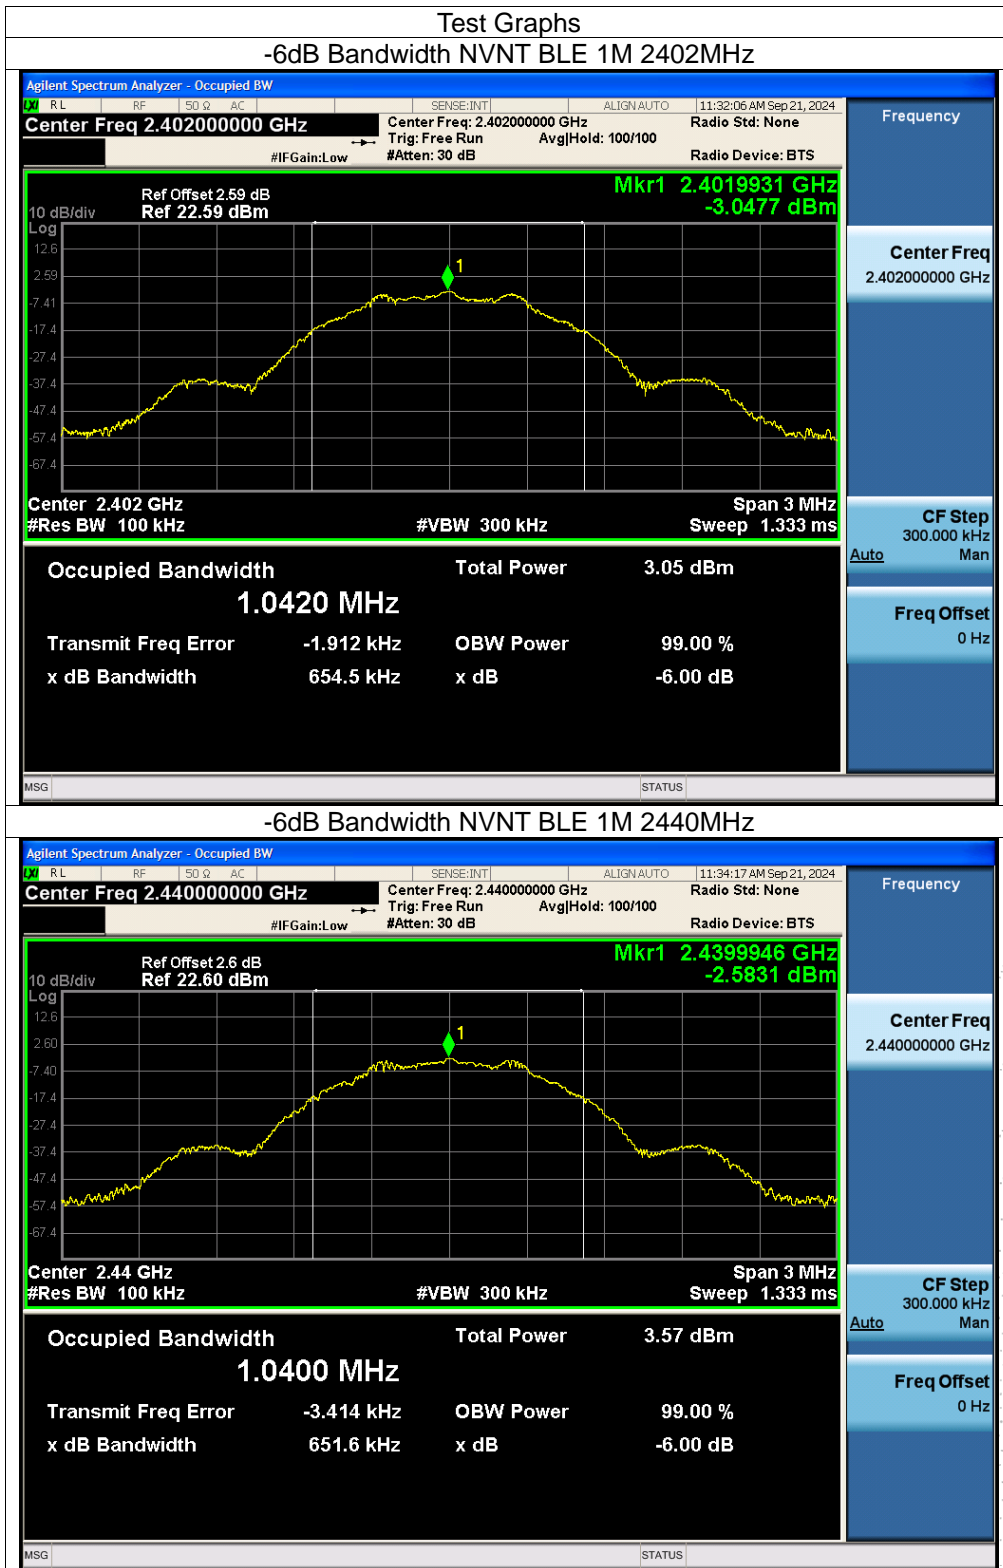 Test Graphs
-6dB Bandwidth NVNT BLE 1M 2402MHz
Agilent Spectrum Analyzer - Occupied BW
LXI RL RF 50 Ω AC SENSE:INT ALIGN AUTO 11:32:06 AM Sep 21, 2024
Center Freq 2.402000000 GHz Center Freq: 2.402000000 GHz Radio Std: None Frequency
Trig: Free Run Avg|Hold: 100/100
#IFGain:Low #Atten: 30 dB Radio Device: BTS
Mkr1 2.4019931 GHz
Ref Offset 2.59 dB -3.0477 dBm
10 dB/div Ref 22.59 dBm
Log
12.6
2.59
-7.41
-17.4
-27.4
-37.4
-47.4
-57.4
-67.4
1
Center Freq
2.402000000 GHz
Center 2.402 GHz Span 3 MHz
#Res BW 100 kHz #VBW 300 kHz Sweep 1.333 ms
CF Step
300.000 kHz
Auto Man
Occupied Bandwidth Total Power 3.05 dBm
1.0420 MHz
Freq Offset
0 Hz
Transmit Freq Error -1.912 kHz OBW Power 99.00 %
x dB Bandwidth 654.5 kHz x dB -6.00 dB
MSG STATUS
-6dB Bandwidth NVNT BLE 1M 2440MHz
Agilent Spectrum Analyzer - Occupied BW
LXI RL RF 50 Ω AC SENSE:INT ALIGN AUTO 11:34:17 AM Sep 21, 2024
Center Freq 2.440000000 GHz Center Freq: 2.440000000 GHz Radio Std: None Frequency
Trig: Free Run Avg|Hold: 100/100
#IFGain:Low #Atten: 30 dB Radio Device: BTS
Mkr1 2.4399946 GHz
Ref Offset 2.6 dB -2.5831 dBm
10 dB/div Ref 22.60 dBm
Log
12.6
2.60
-7.40
-17.4
-27.4
-37.4
-47.4
-57.4
-67.4
1
Center Freq
2.440000000 GHz
Center 2.44 GHz Span 3 MHz
#Res BW 100 kHz #VBW 300 kHz Sweep 1.333 ms
CF Step
300.000 kHz
Auto Man
Occupied Bandwidth Total Power 3.57 dBm
1.0400 MHz
Freq Offset
0 Hz
Transmit Freq Error -3.414 kHz OBW Power 99.00 %
x dB Bandwidth 651.6 kHz x dB -6.00 dB
MSG STATUS